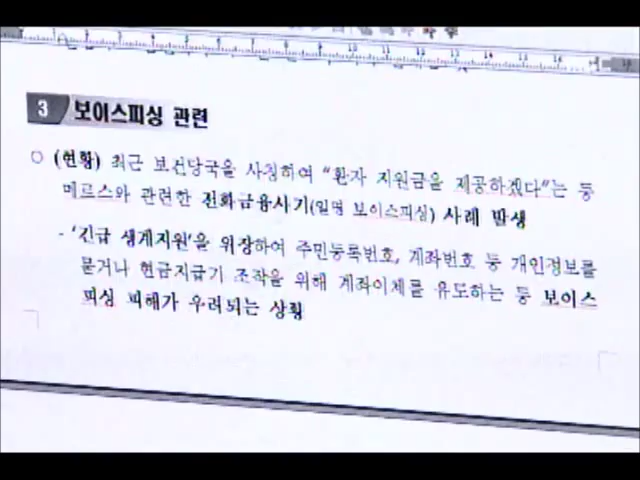 3 보이스피싱 관련
○ (현황) 최근 보건당국을 사칭하여 "환자 지원금을 제공하겠다"는 등
메르스와 관련한 전화금융사기(일명 보이스피싱) 사례 발생
- '긴급 생계지원'을 위장하여 주민등록번호, 계좌번호 등 개인정보를
묻거나 현금지급기 조작을 위해 계좌이체를 유도하는 등 보이스
피싱 피해가 우려되는 상황